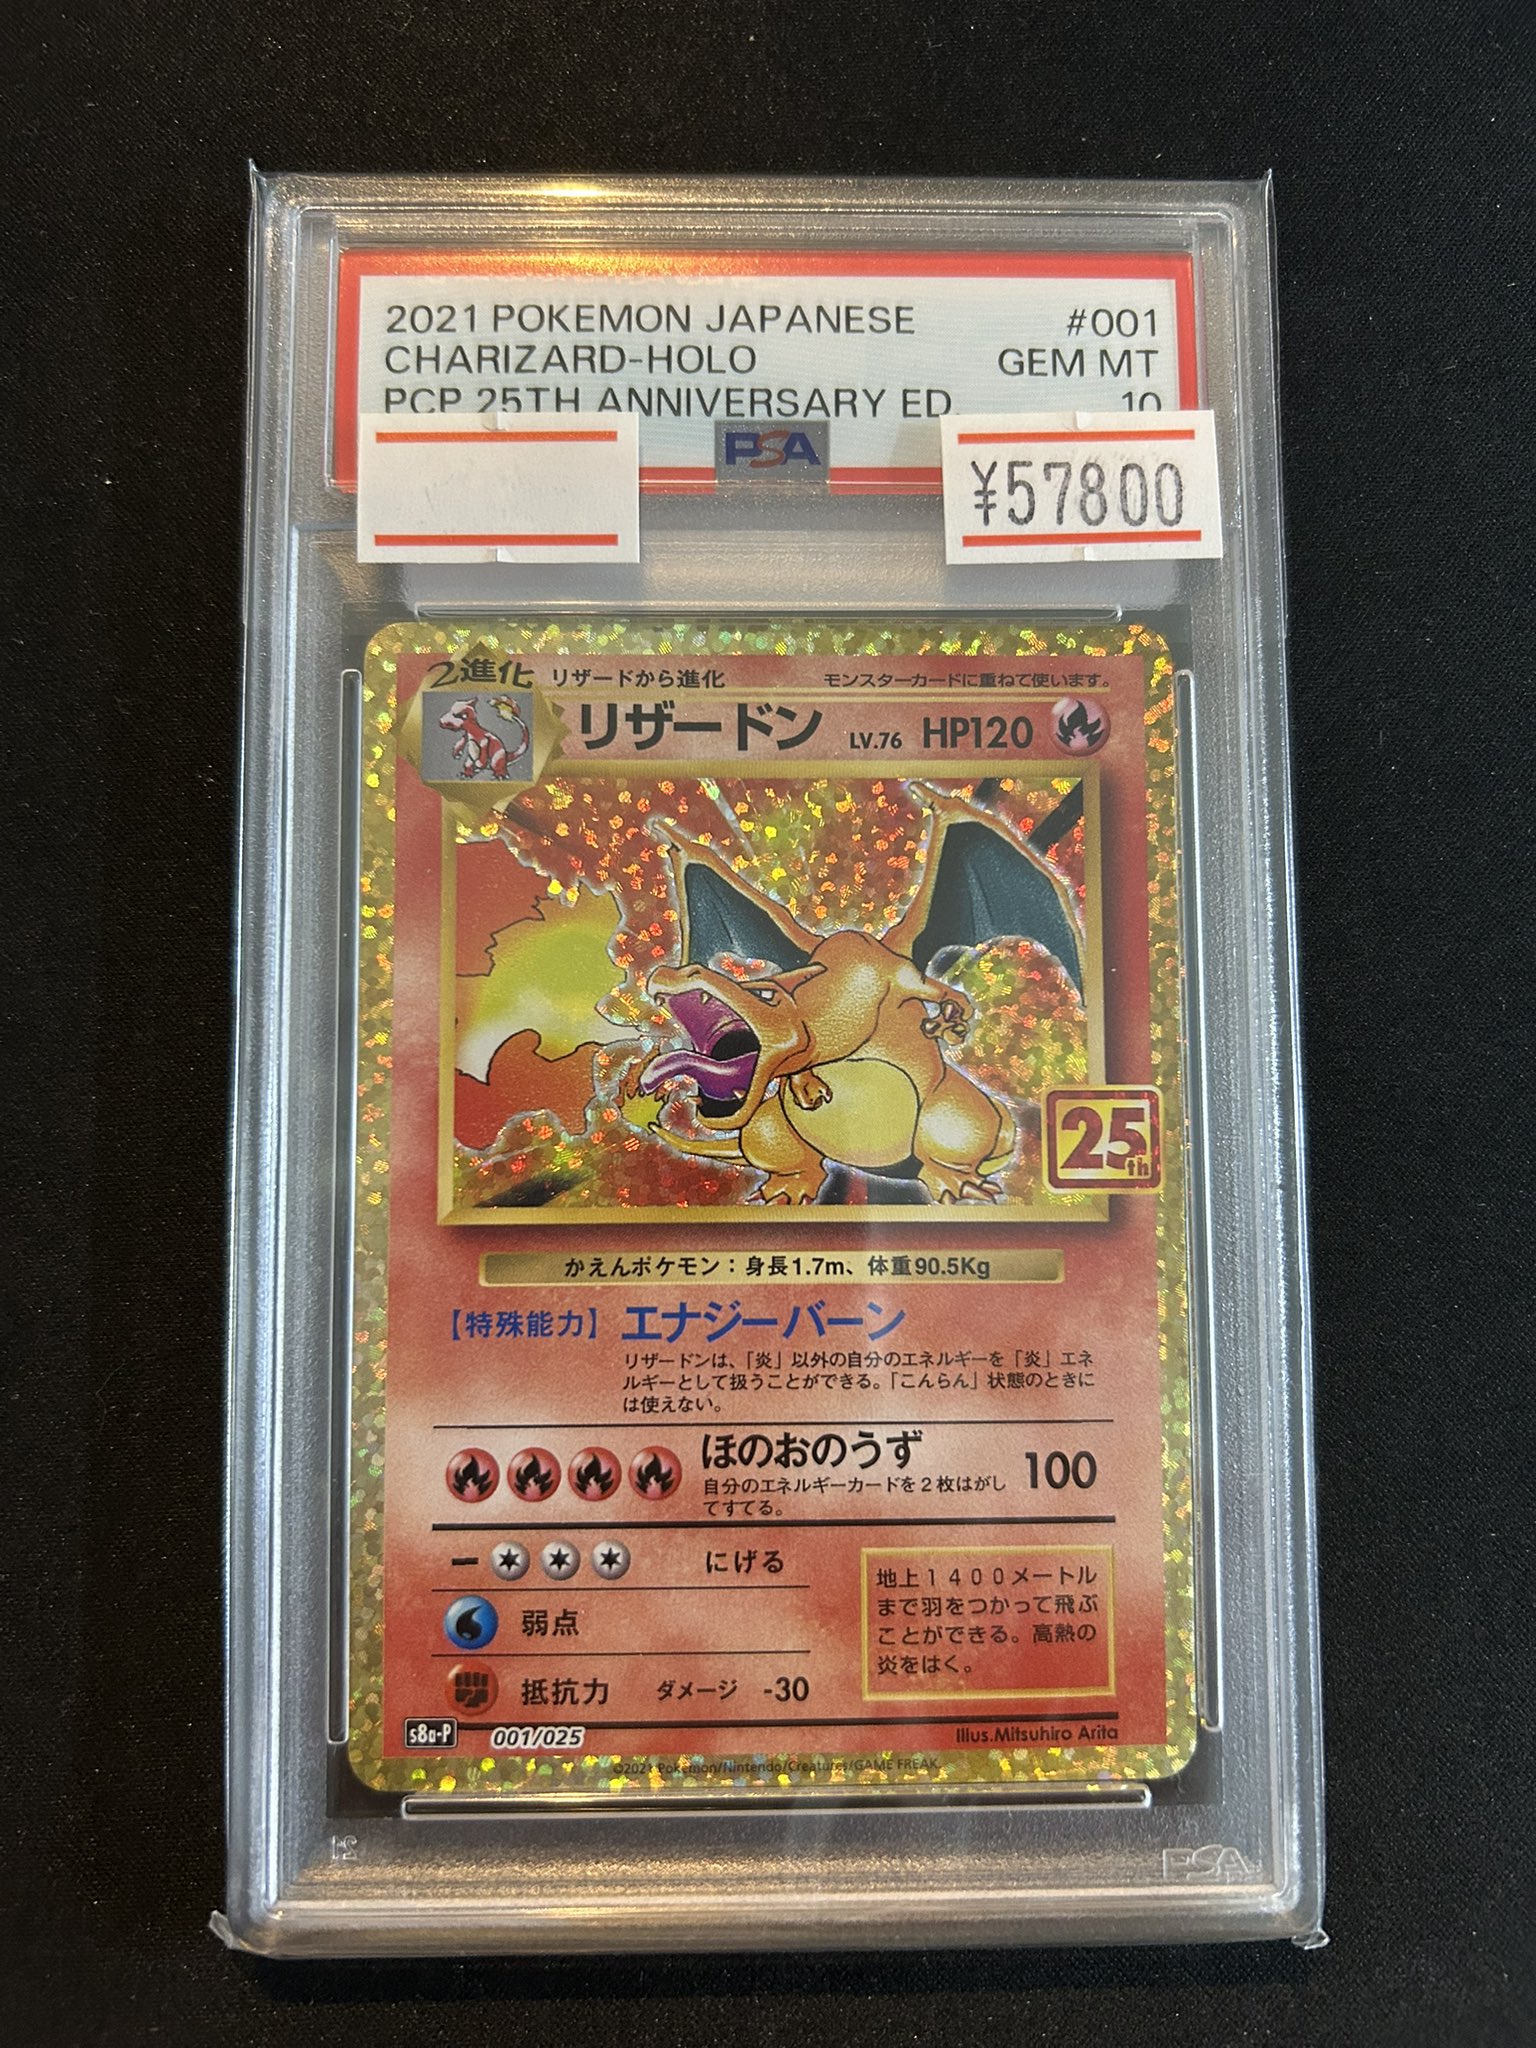 2021 POKEMON JAPANESE #001
CHARIZARD-HOLO GEM MT
PCP 25TH ANNIVERSARY ED. 10
PSA
¥57800
2進化 リザードから進化 モンスターカードに重ねて使います。
リザードン LV.76 HP120
25th
かえんポケモン：身長1.7m、体重90.5Kg
【特殊能力】エナジーバーン
リザードンは、「炎」以外の自分のエネルギーを「炎」エネ
ルギーとして扱うことができる。「こんらん」状態のときに
は使えない。
ほのおのうず 100
自分のエネルギーカードを２枚はがし
てすてる。
ー にげる
弱点
抵抗力 ダメージ -30
地上１４００メートル
まで羽をつかって飛ぶ
ことができる。高熱の
炎をはく。
s8a-P 001/025 Illus.Mitsuhiro Arita
©2021 Pokémon/Nintendo/Creatures/GAME FREAK.
PSA